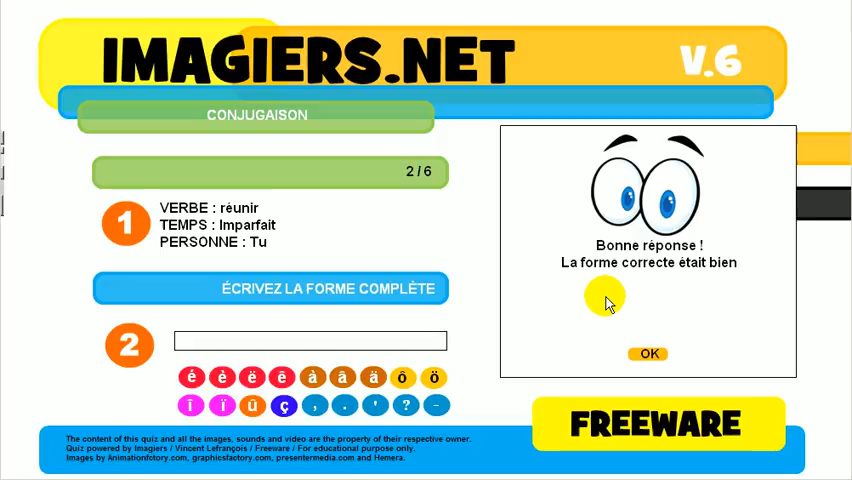 IMAGIERS.NET
V.6
CONJUGAISON
2 / 6
1
VERBE : réunir
TEMPS : Imparfait
PERSONNE : Tu
Bonne réponse !
La forme correcte était bien
OK
ÉCRIVEZ LA FORME COMPLÈTE
2
é è ë ê à â ä ô ö
î ï û ç , . ' ? -
FREEWARE
The content of this quiz and all the images, sounds and video are the property of their respective owner.
Quiz powered by Imagiers / Vincent Lefrançois / Freeware / For educational purpose only.
Images by Animationfctory.com, graphicsfactory.com, presentermedia.com and Hemera.